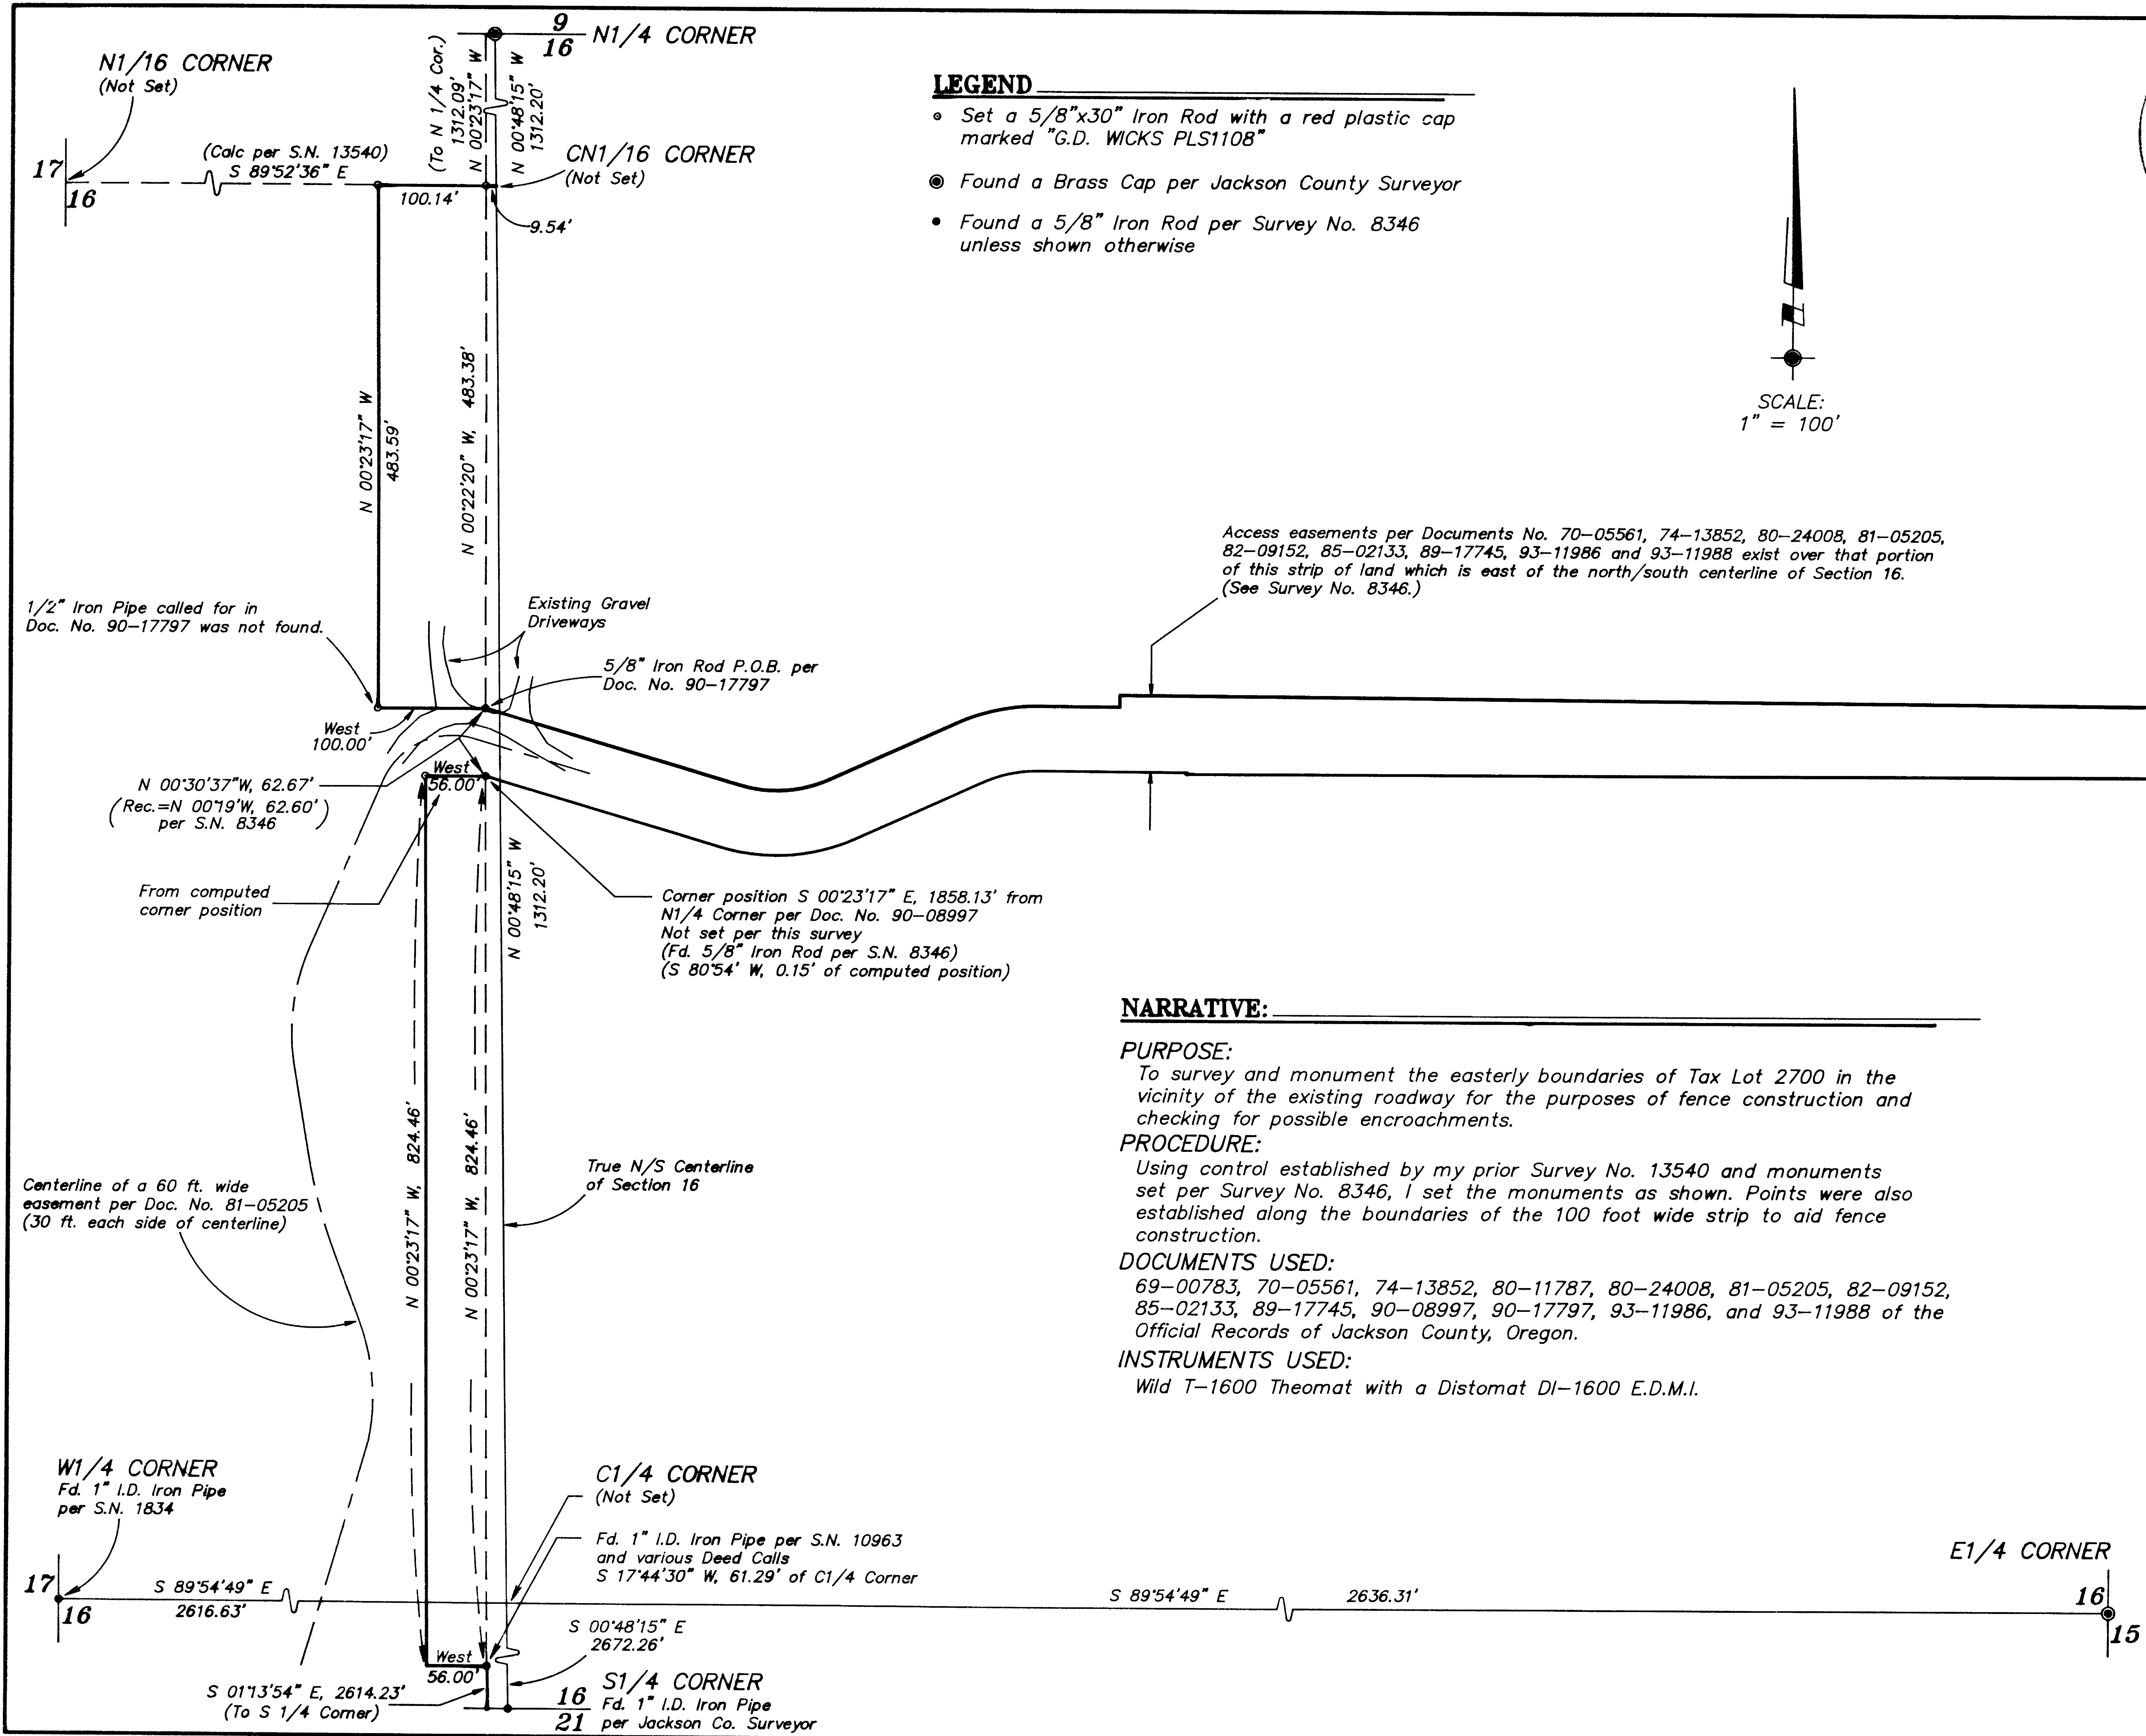 9
16
N1/4 CORNER
N1/16 CORNER
(Not Set)
(To N 1/4 Cor.)
1312.09'
N 00°23'17" W
N 00°48'15" W
1312.20'
LEGEND
Set a 5/8"x30" Iron Rod with a red plastic cap
marked "G.D. WICKS PLS1108"
Found a Brass Cap per Jackson County Surveyor
Found a 5/8" Iron Rod per Survey No. 8346
unless shown otherwise
17
16
(Calc per S.N. 13540)
S 89°52'36" E
CN1/16 CORNER
(Not Set)
100.14'
9.54'
SCALE:
1" = 100'
N 00°23'17" W
483.59'
N 00°22'20" W, 483.38'
Access easements per Documents No. 70-05561, 74-13852, 80-24008, 81-05205,
82-09152, 85-02133, 89-17745, 93-11986 and 93-11988 exist over that portion
of this strip of land which is east of the north/south centerline of Section 16.
(See Survey No. 8346.)
1/2" Iron Pipe called for in
Doc. No. 90-17797 was not found.
Existing Gravel
Driveways
5/8" Iron Rod P.O.B. per
Doc. No. 90-17797
West
100.00'
N 00°30'37"W, 62.67'
(Rec.=N 00°19'W, 62.60')
per S.N. 8346
West
56.00'
From computed
corner position
N 00°48'15" W
1312.20'
Corner position S 00°23'17" E, 1858.13' from
N1/4 Corner per Doc. No. 90-08997
Not set per this survey
(Fd. 5/8" Iron Rod per S.N. 8346)
(S 80°54' W, 0.15' of computed position)
NARRATIVE:
PURPOSE:
To survey and monument the easterly boundaries of Tax Lot 2700 in the
vicinity of the existing roadway for the purposes of fence construction and
checking for possible encroachments.
PROCEDURE:
Using control established by my prior Survey No. 13540 and monuments
set per Survey No. 8346, I set the monuments as shown. Points were also
established along the boundaries of the 100 foot wide strip to aid fence
construction.
DOCUMENTS USED:
69-00783, 70-05561, 74-13852, 80-11787, 80-24008, 81-05205, 82-09152,
85-02133, 89-17745, 90-08997, 90-17797, 93-11986, and 93-11988 of the
Official Records of Jackson County, Oregon.
INSTRUMENTS USED:
Wild T-1600 Theomat with a Distomat DI-1600 E.D.M.I.
N 00°23'17" W, 824.46'
N 00°23'17" W, 824.46'
True N/S Centerline
of Section 16
Centerline of a 60 ft. wide
easement per Doc. No. 81-05205
(30 ft. each side of centerline)
W1/4 CORNER
Fd. 1" I.D. Iron Pipe
per S.N. 1834
C1/4 CORNER
(Not Set)
Fd. 1" I.D. Iron Pipe per S.N. 10963
and various Deed Calls
S 17°44'30" W, 61.29' of C1/4 Corner
E1/4 CORNER
17
16
S 89°54'49" E
2616.63'
S 89°54'49" E
2636.31'
16
15
S 00°48'15" E
2672.26'
West
56.00'
S 01°13'54" E, 2614.23'
(To S 1/4 Corner)
16
21
S1/4 CORNER
Fd. 1" I.D. Iron Pipe
per Jackson Co. Surveyor